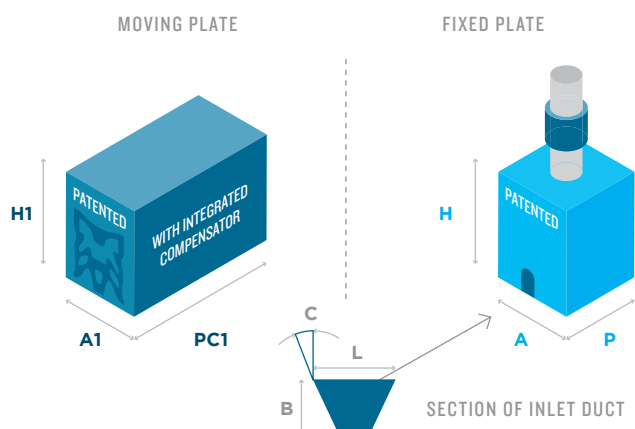 MOVING PLATE
FIXED PLATE
H1
PATENTED
WITH INTEGRATED
COMPENSATOR
A1
PC1
H
PATENTED
A
P
C
L
B
SECTION OF INLET DUCT